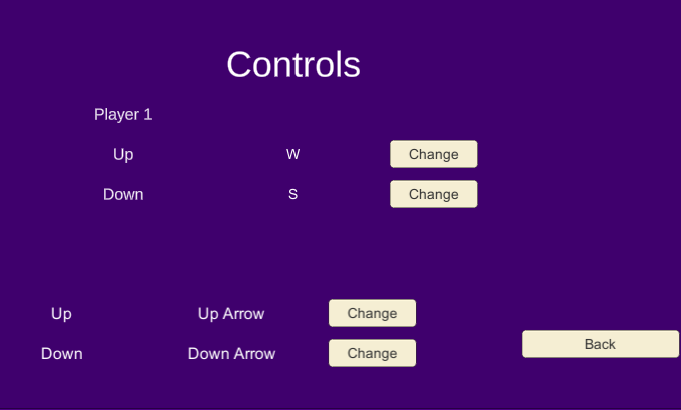 Controls
Player 1
Up W Change
Down S Change
Up Up Arrow Change
Down Down Arrow Change
Back